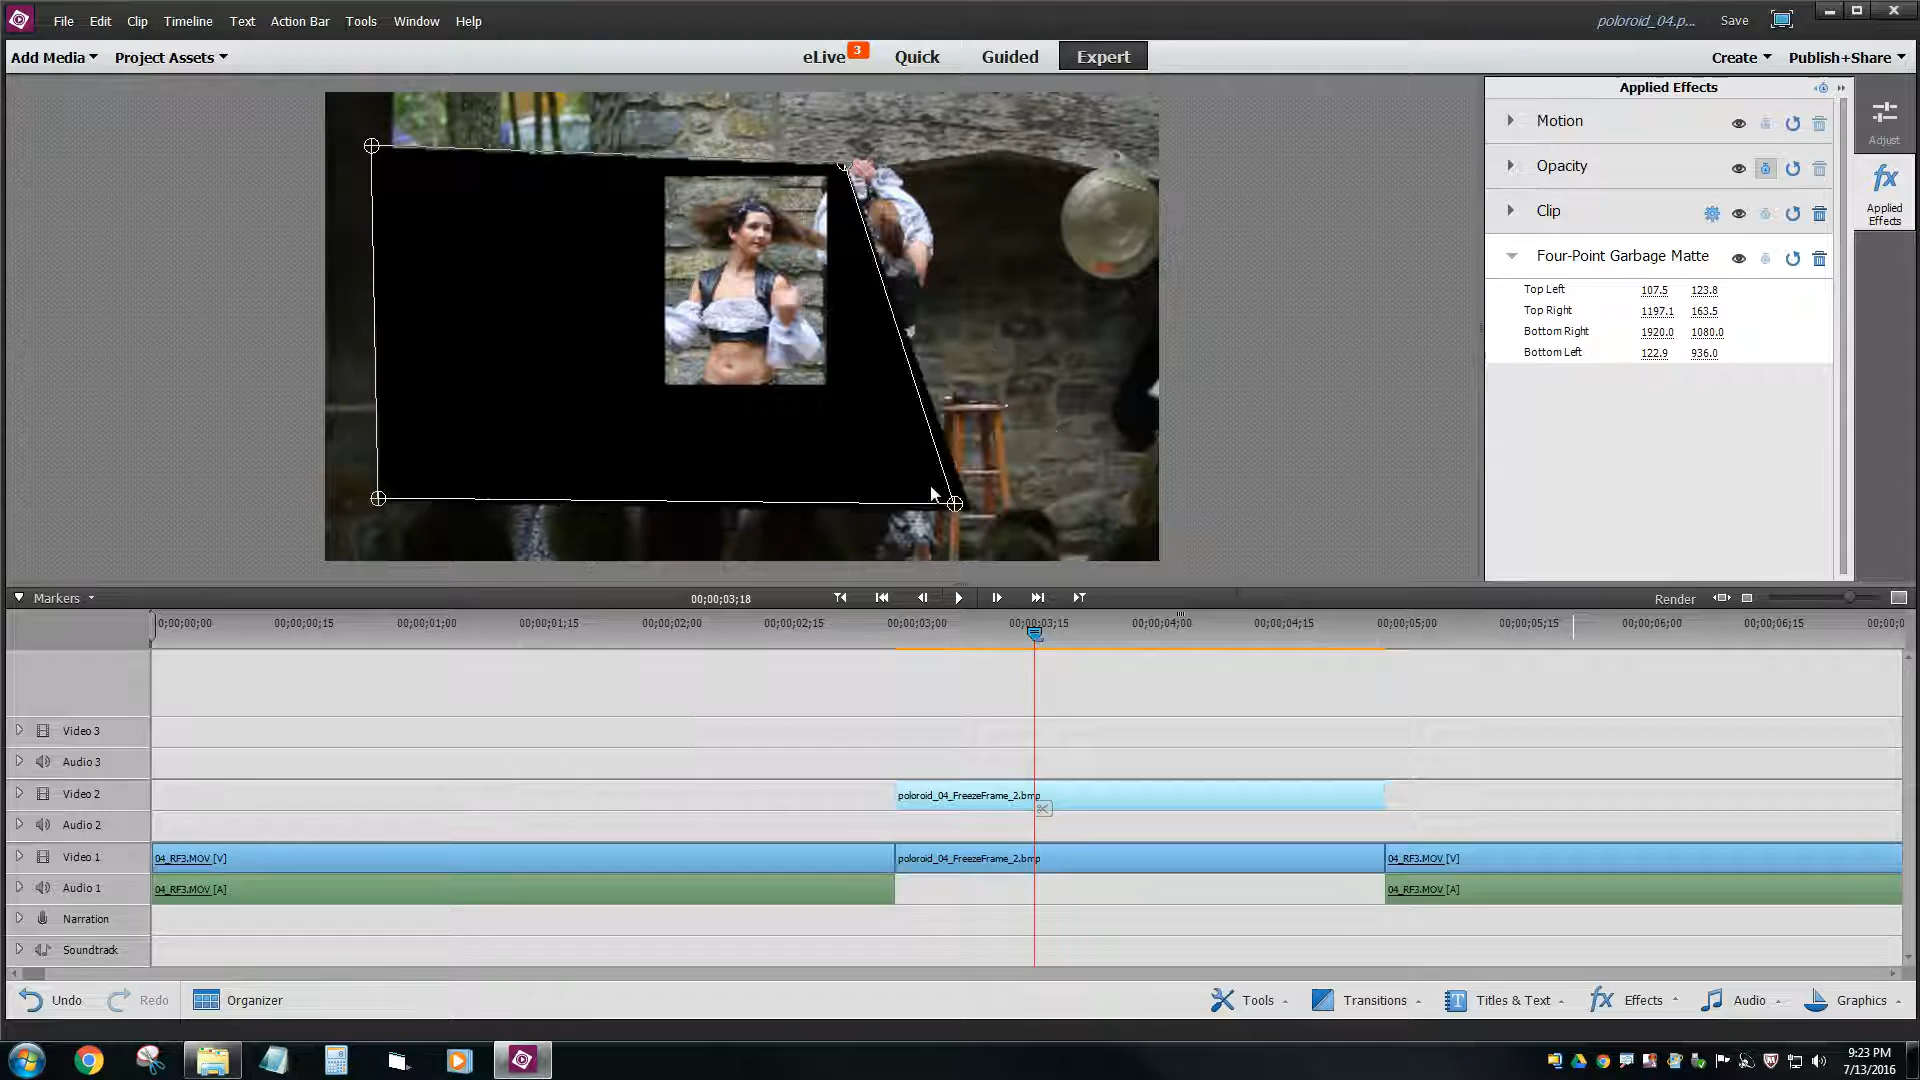 File Edit Clip Timeline Text Action Bar Tools Window Help
poloroid_04.p... Save
Add Media Project Assets
eLive 3 Quick Guided Expert
Create Publish+Share
Applied Effects
Motion
Opacity
Clip
Four-Point Garbage Matte
Top Left 107.5 123.8
Top Right 1197.1 163.5
Bottom Right 1920.0 1080.0
Bottom Left 122.9 936.0
Adjust
fx
Applied
Effects
Markers
00;00;03;18
Render
0;00;00;00 00;00;00;15 00;00;01;00 00;00;01;15 00;00;02;00 00;00;02;15 00;00;03;00 00;00;03;15 00;00;04;00 00;00;04;15 00;00;05;00 00;00;05;15 00;00;06;00 00;00;06;15 00;00;0
Video 3
Audio 3
Video 2
poloroid_04_FreezeFrame_2.bmp
Audio 2
Video 1
04_RF3.MOV [V] poloroid_04_FreezeFrame_2.bmp 04_RF3.MOV [V]
Audio 1
04_RF3.MOV [A] 04_RF3.MOV [A]
Narration
Soundtrack
Undo Redo Organizer
Tools Transitions T Titles & Text fx Effects Audio Graphics
9:23 PM
7/13/2016